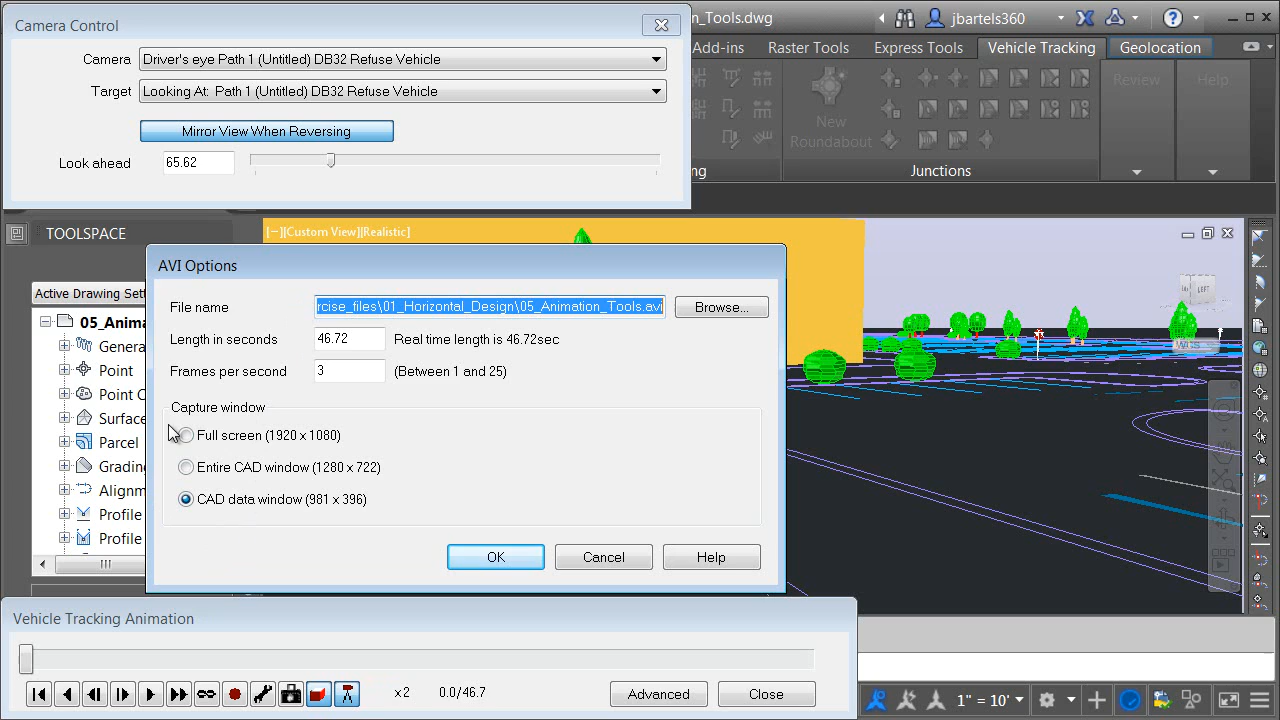 Camera Control
_Tools.dwg
jbartels360
Camera
Driver's eye Path 1 (Untitled) DB32 Refuse Vehicle
Add-ins
Raster Tools
Express Tools
Vehicle Tracking
Geolocation
Target
Looking At: Path 1 (Untitled) DB32 Refuse Vehicle
Mirror View When Reversing
Look ahead
65.62
New
Roundabout
Review
Help
ng
Junctions
TOOLSPACE
[−][Custom View][Realistic]
AVI Options
LEFT
Active Drawing Sett
File name
rcise_files\01_Horizontal_Design\05_Animation_Tools.avi
Browse...
05_Anima
Length in seconds
46.72
Real time length is 46.72sec
Genera
Point
Frames per second
3
(Between 1 and 25)
Point C
Capture window
Surface
Full screen (1920 x 1080)
Parcel
Grading
Entire CAD window (1280 x 722)
Alignm
CAD data window (981 x 396)
Profile
Profile
OK
Cancel
Help
Vehicle Tracking Animation
x2
0.0/46.7
Advanced
Close
1" = 10'